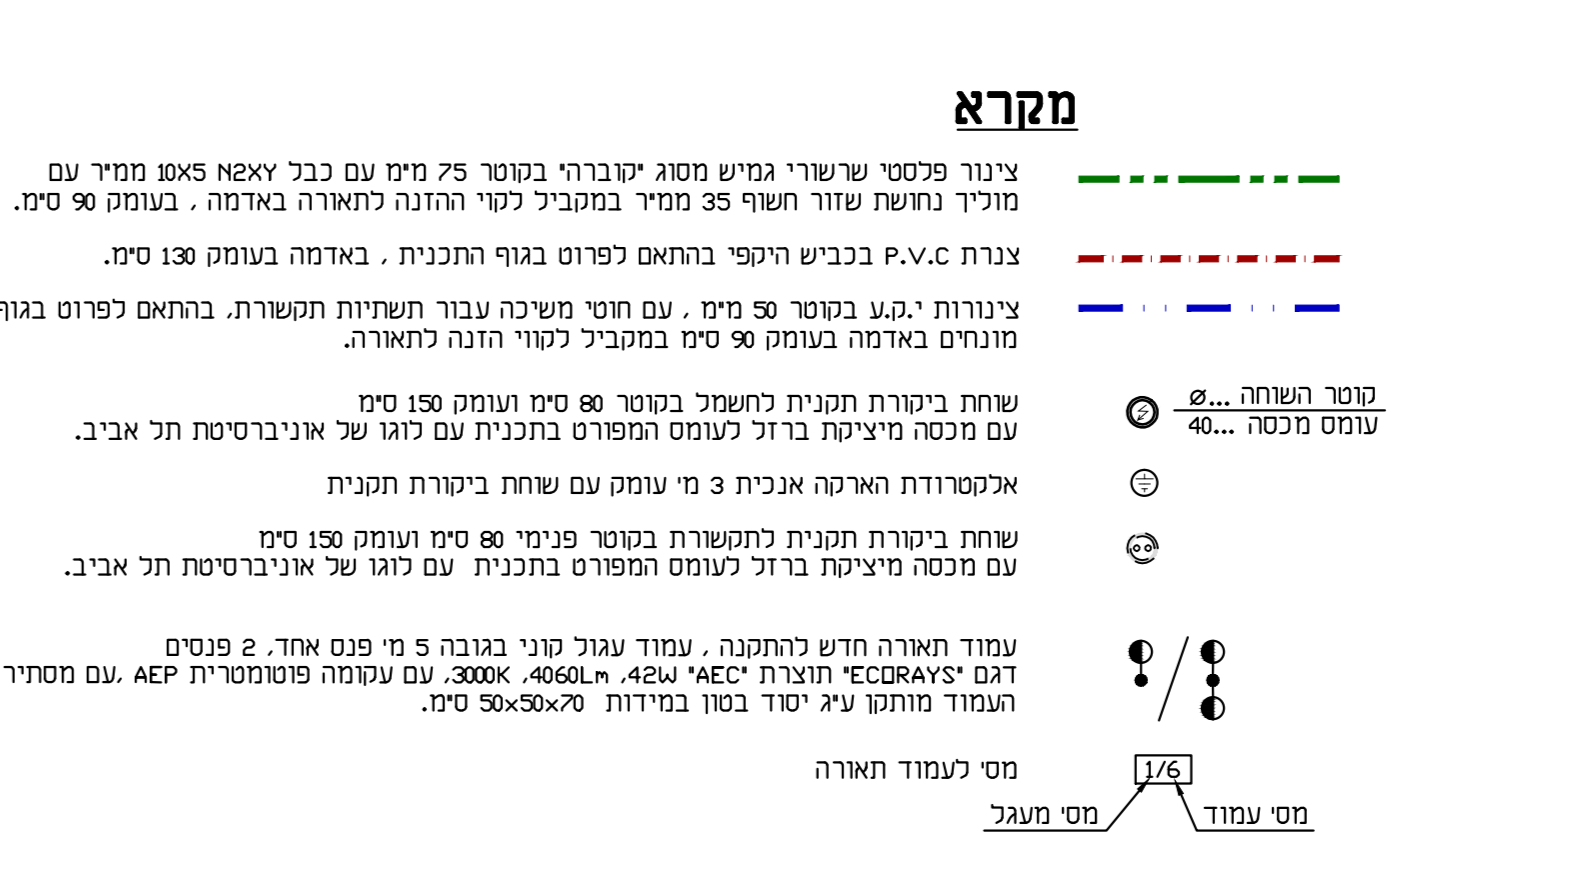 מקרא
צינור פלסטי שרשורי גמיש מסוג "קוברה" בקוטר 75 מ"מ עם כבל 10X5 N2XY ממ"ר עם
מוליך נחושת שזור חשוף 35 ממ"ר במקביל לקוי ההזנה לתאורה באדמה , בעומק 90 ס"מ.
צנרת P.V.C בכביש היקפי בהתאם לפרוט בגוף התכנית , באדמה בעומק 130 ס"מ.
צינורות י.ק.ע בקוטר 50 מ"מ , עם חוטי משיכה עבור תשתיות תקשורת, בהתאם לפרוט בגוף
מונחים באדמה בעומק 90 ס"מ במקביל לקווי הזנה לתאורה.
קוטר השוחה ...Ø
עומס מכסה ...40
שוחת ביקורת תקנית לחשמל בקוטר 80 ס"מ ועומק 150 ס"מ
עם מכסה מיציקת ברזל לעומס המפורט בתכנית עם לוגו של אוניברסיטת תל אביב.
אלקטרודת הארקה אנכית 3 מ' עומק עם שוחת ביקורת תקנית
שוחת ביקורת תקנית לתקשורת בקוטר פנימי 80 ס"מ ועומק 150 ס"מ
עם מכסה מיציקת ברזל לעומס המפורט בתכנית עם לוגו של אוניברסיטת תל אביב.
עמוד תאורה חדש להתקנה , עמוד עגול קוני בגובה 5 מ' פנס אחד, 2 פנסים
דגם "ECORAYS" תוצרת "AEC" 42W, 4060Lm, 3000K, עם עקומה פוטומטרית AEP ,עם מסתיר
העמוד מותקן ע"ג יסוד בטון במידות 50x50x70 ס"מ.
1/6
מס' לעמוד תאורה
מס' עמוד
מס' מעגל